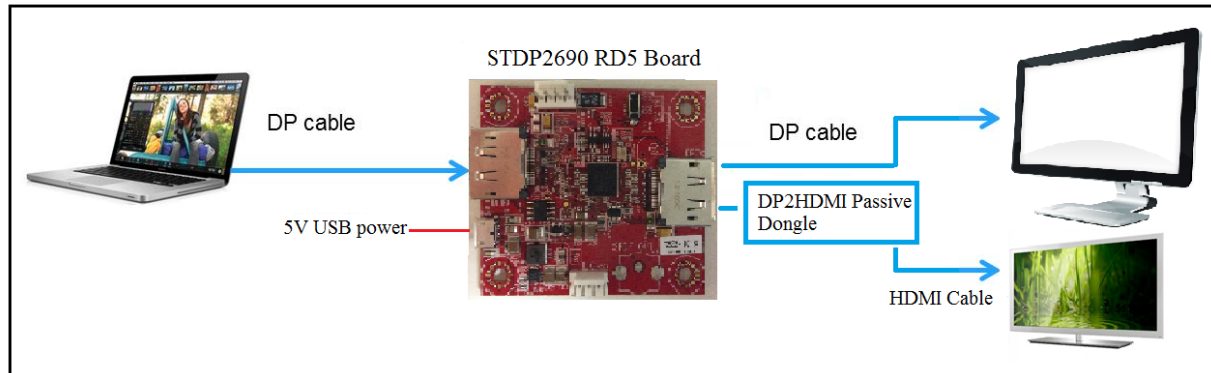 STDP2690 RD5 Board
DP cable
DP cable
5V USB power
DP2HDMI Passive
Dongle
HDMI Cable